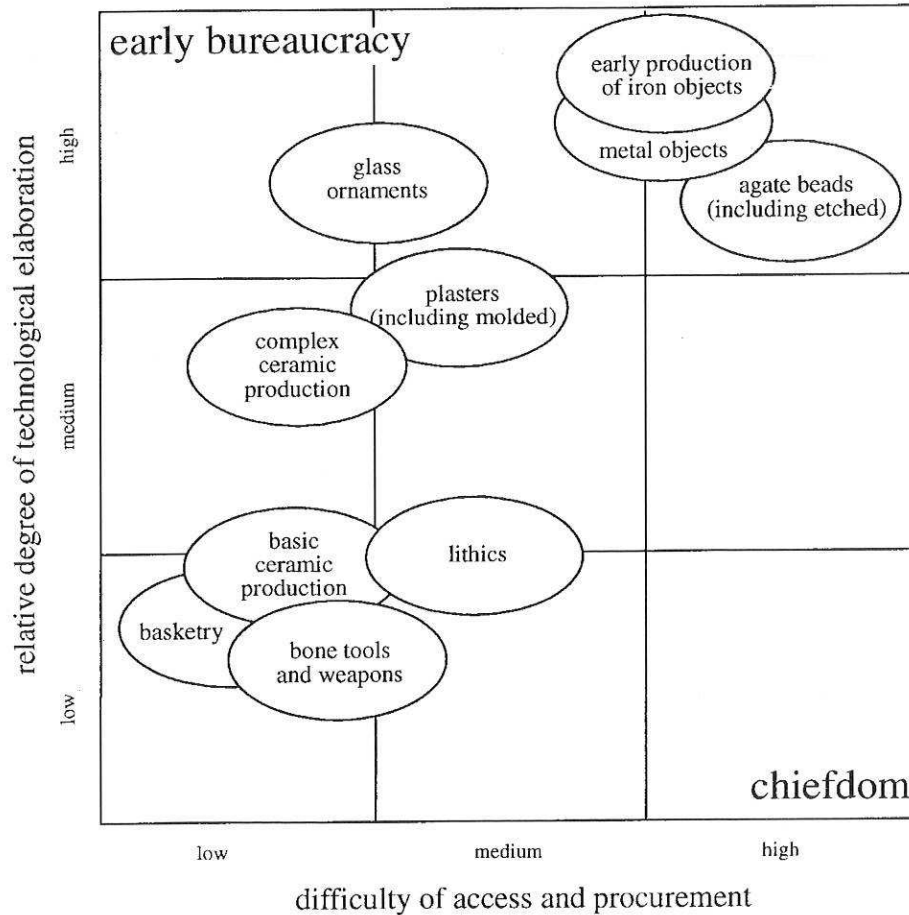 early bureaucracy
early production
of iron objects
metal objects
glass
ornaments
agate beads
(including etched)
plasters
(including molded)
complex
ceramic
production
basic
ceramic
production
lithics
basketry
bone tools
and weapons
chiefdom
relative degree of technological elaboration
high
medium
low
low
medium
high
difficulty of access and procurement